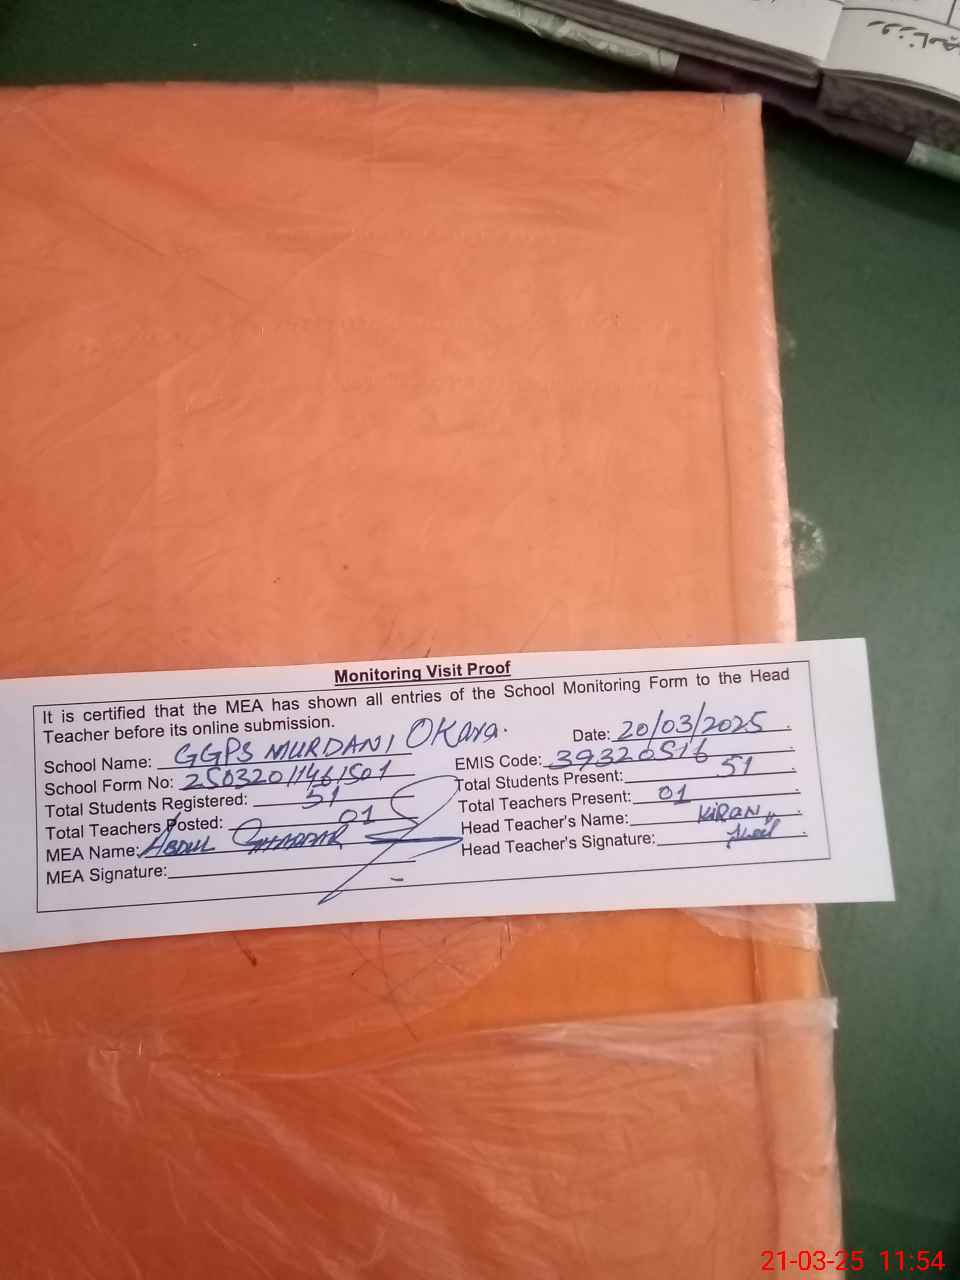 روزنامچہ
Monitoring Visit Proof
It is certified that the MEA has shown all entries of the School Monitoring Form to the Head
Teacher before its online submission.
School Name: GGPS MURDANI OKara.
Date: 20/03/2025
School Form No: 25032011461501
EMIS Code: 39320516
Total Students Registered: 51
Total Students Present: 51
Total Teachers Posted: 01
Total Teachers Present: 01
MEA Name: ABDUL GHAFFAR
Head Teacher's Name: KIRAN
MEA Signature:
Head Teacher's Signature:
21-03-25 11:54